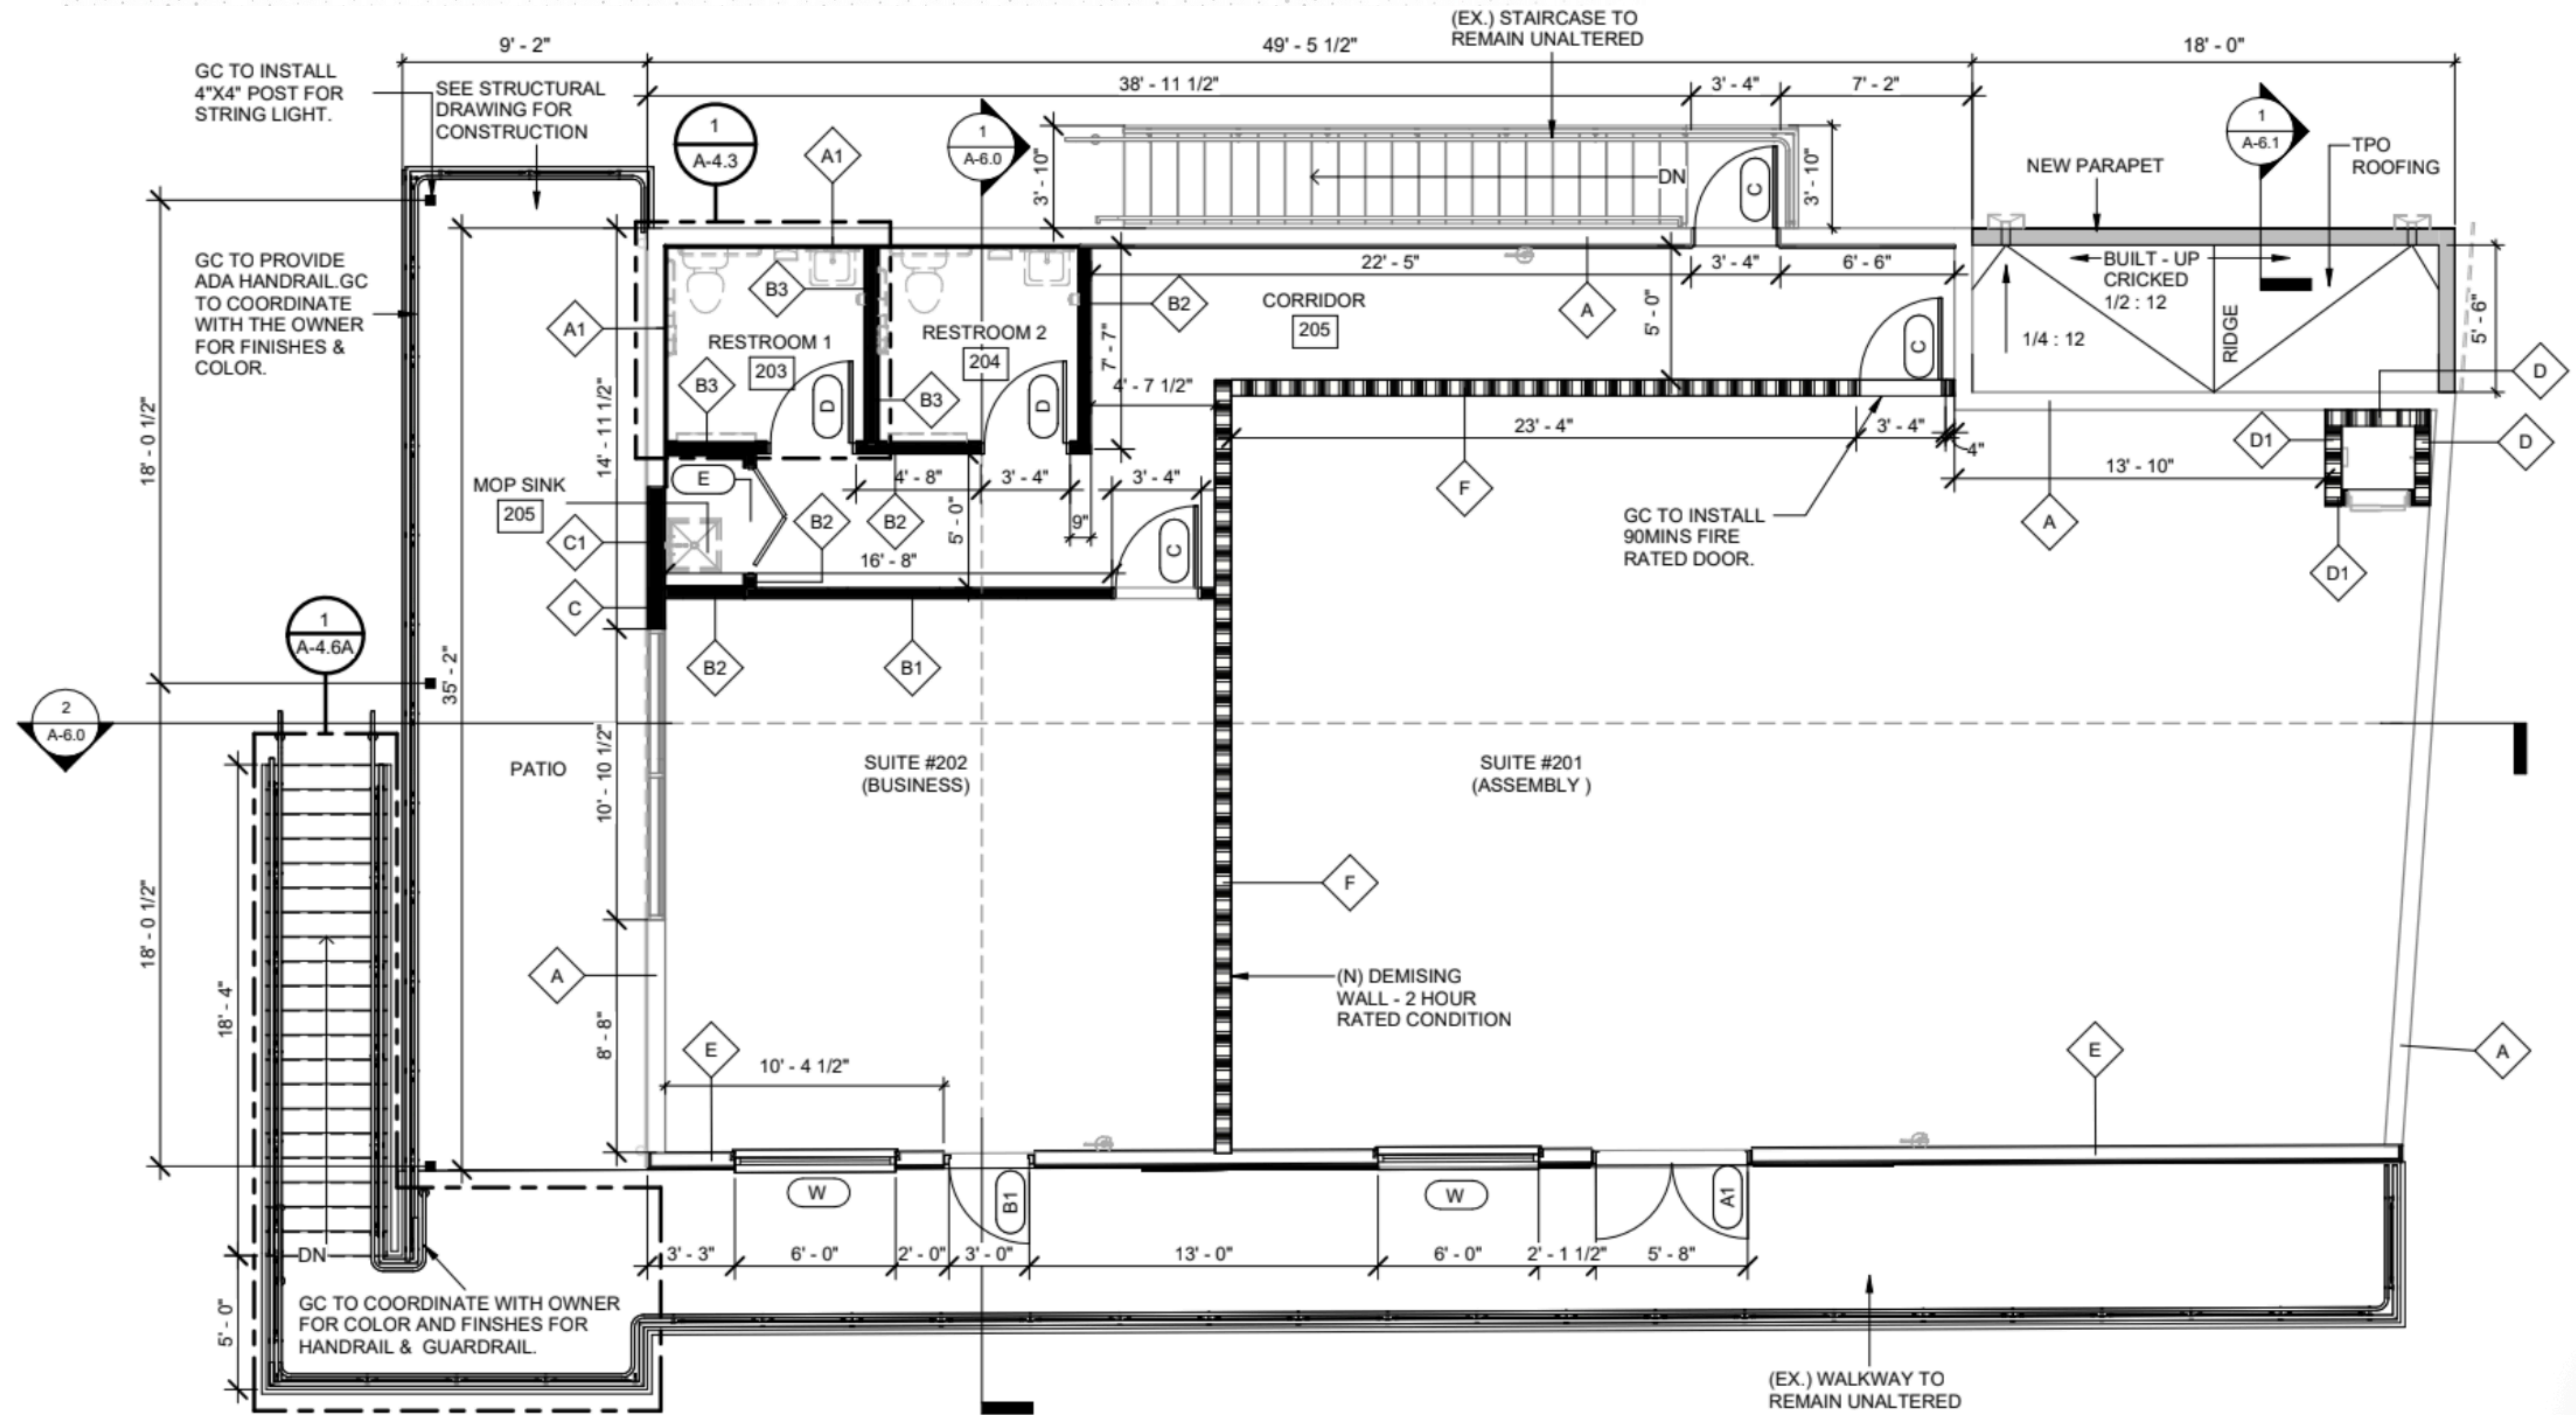 (EX.) STAIRCASE TO
REMAIN UNALTERED
9' - 2"
49' - 5 1/2"
18' - 0"
GC TO INSTALL
4"X4" POST FOR
STRING LIGHT.
SEE STRUCTURAL
DRAWING FOR
CONSTRUCTION
38' - 11 1/2"
3' - 4"
7' - 2"
1
A-4.3
A1
1
A-6.0
1
A-6.1
TPO
ROOFING
NEW PARAPET
3' - 10"
DN
C
3' - 10"
GC TO PROVIDE
ADA HANDRAIL.GC
TO COORDINATE
WITH THE OWNER
FOR FINISHES &
COLOR.
B3
B2
22' - 5"
3' - 4"
6' - 6"
CORRIDOR
205
A
5' - 0"
BUILT - UP
CRICKED
1/2 : 12
1/4 : 12
RIDGE
5' - 6"
A1
RESTROOM 1
203
RESTROOM 2
204
7' - 7"
C
D
B3
D
B3
D
4' - 7 1/2"
18' - 0 1/2"
14' - 11 1/2"
23' - 4"
3' - 4"
4"
D1
D
MOP SINK
205
E
4' - 8"
3' - 4"
3' - 4"
F
13' - 10"
C1
B2
B2
5' - 0"
9"
C
GC TO INSTALL
90MINS FIRE
RATED DOOR.
A
16' - 8"
D1
C
1
A-4.6A
35' - 2"
B2
B1
2
A-6.0
PATIO
10' - 10 1/2"
SUITE #202
(BUSINESS)
SUITE #201
(ASSEMBLY )
18' - 0 1/2"
F
A
(N) DEMISING
WALL - 2 HOUR
RATED CONDITION
18' - 4"
8' - 8"
E
10' - 4 1/2"
E
A
W
B1
W
A1
DN
3' - 3"
6' - 0"
2' - 0"
3' - 0"
13' - 0"
6' - 0"
2' - 1 1/2"
5' - 8"
5' - 0"
GC TO COORDINATE WITH OWNER
FOR COLOR AND FINSHES FOR
HANDRAIL & GUARDRAIL.
(EX.) WALKWAY TO
REMAIN UNALTERED